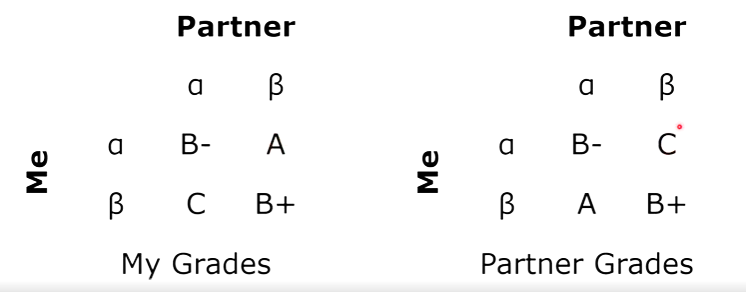 Partner Partner
α β α β
α B- A α B- C
Me Me
β C B+ β A B+
My Grades Partner Grades